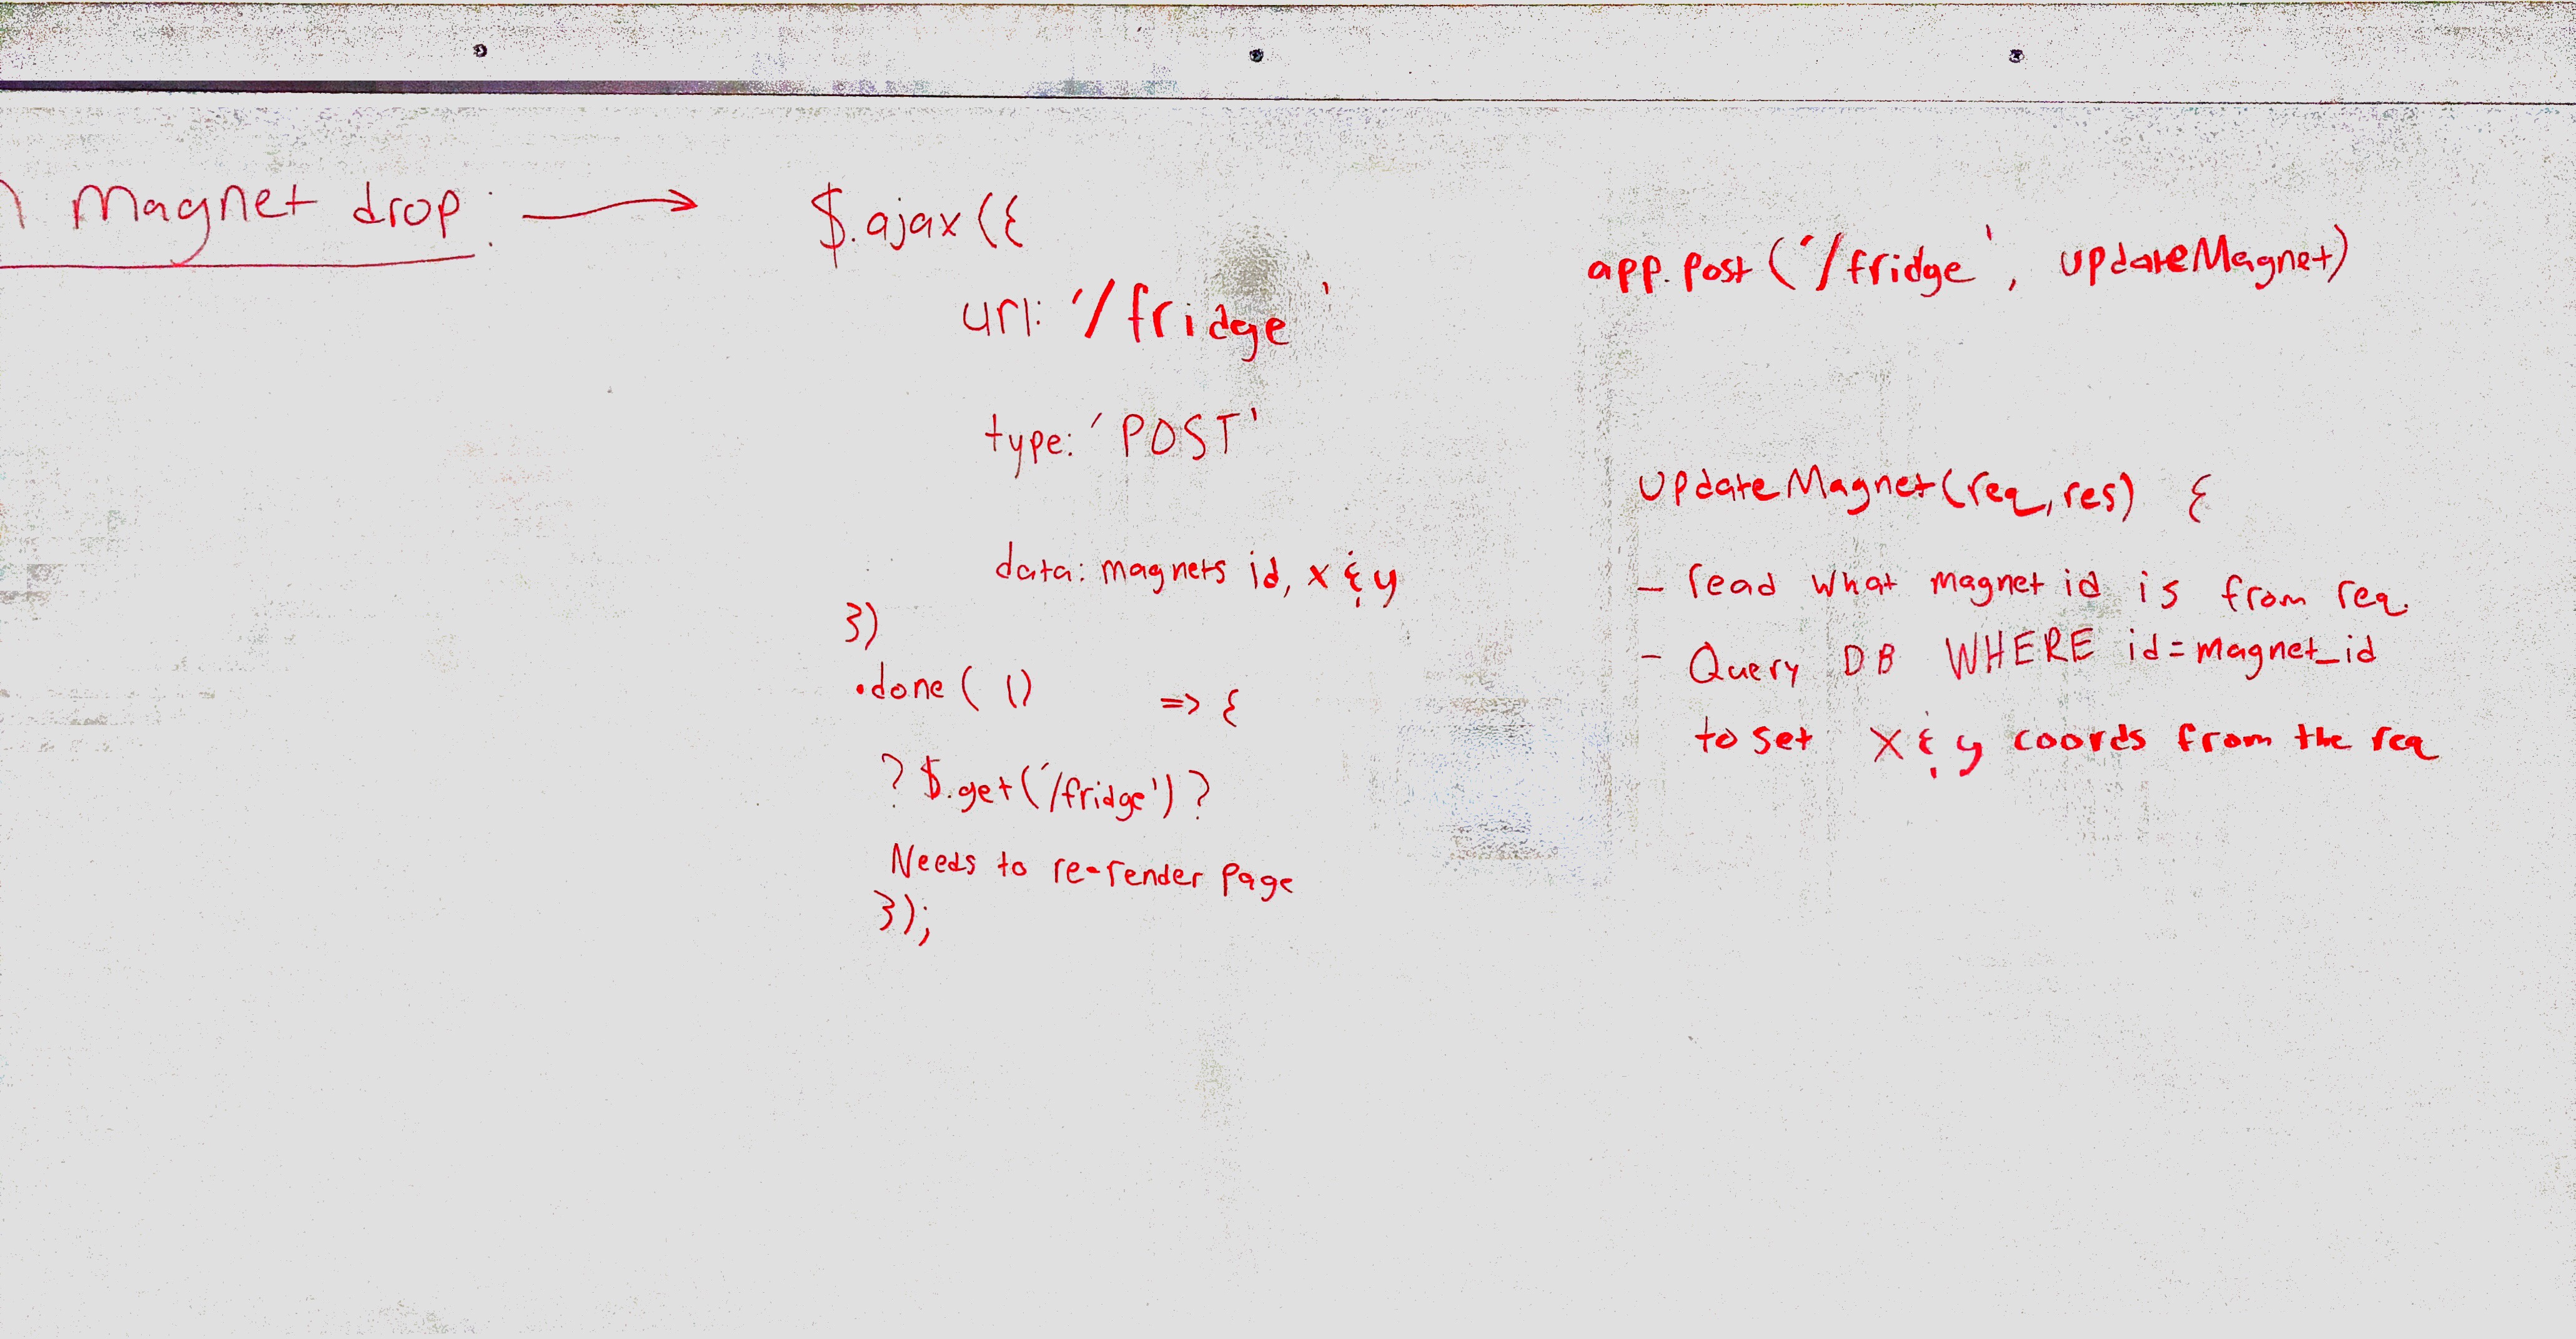 Magnet drop:
$.ajax({
url: '/fridge'
type: 'POST'
data: magnets id, x & y
})
.done( ()   => {
? $.get('/fridge') ?
Needs to re-render page
});
app.post('/fridge', updateMagnet)
updateMagnet(req, res) {
- read what magnet id is from req.
- Query DB WHERE id=magnet_id
to set x & y coords from the req